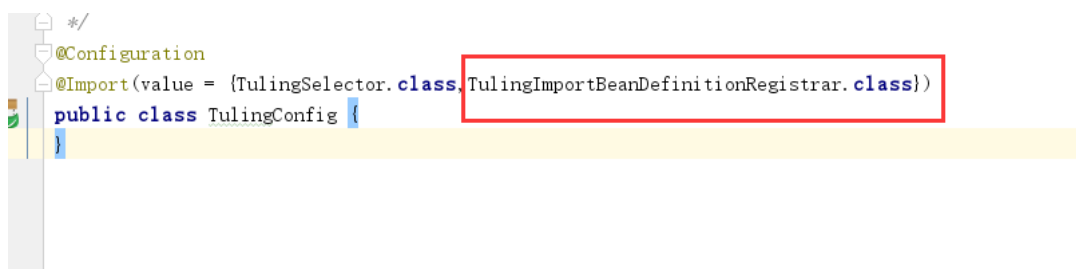 */
@Configuration
@Import(value = {TulingSelector.class,TulingImportBeanDefinitionRegistrar.class})
public class TulingConfig {
}